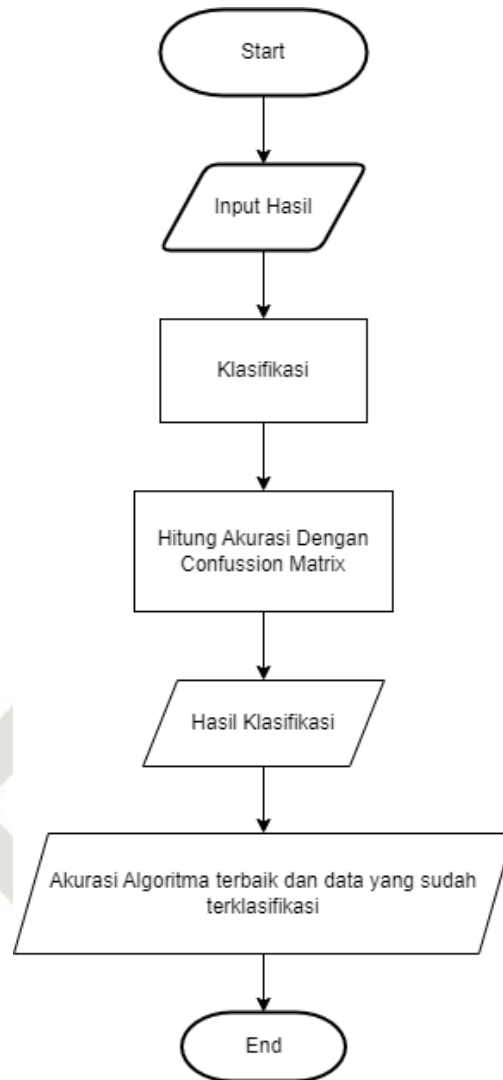 Start
Input Hasil
Klasifikasi
Hitung Akurasi Dengan
Confussion Matrix
Hasil Klasifikasi
Akurasi Algoritma terbaik dan data yang sudah
terklasifikasi
End